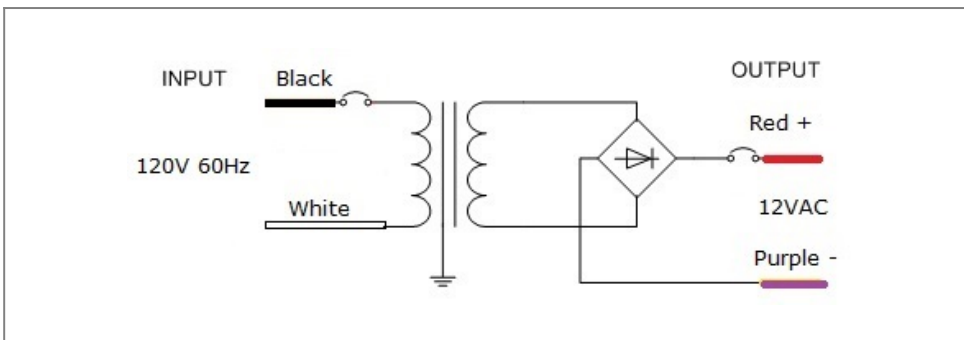 INPUT
Black
OUTPUT
Red +
120V 60Hz
White
12VAC
Purple -